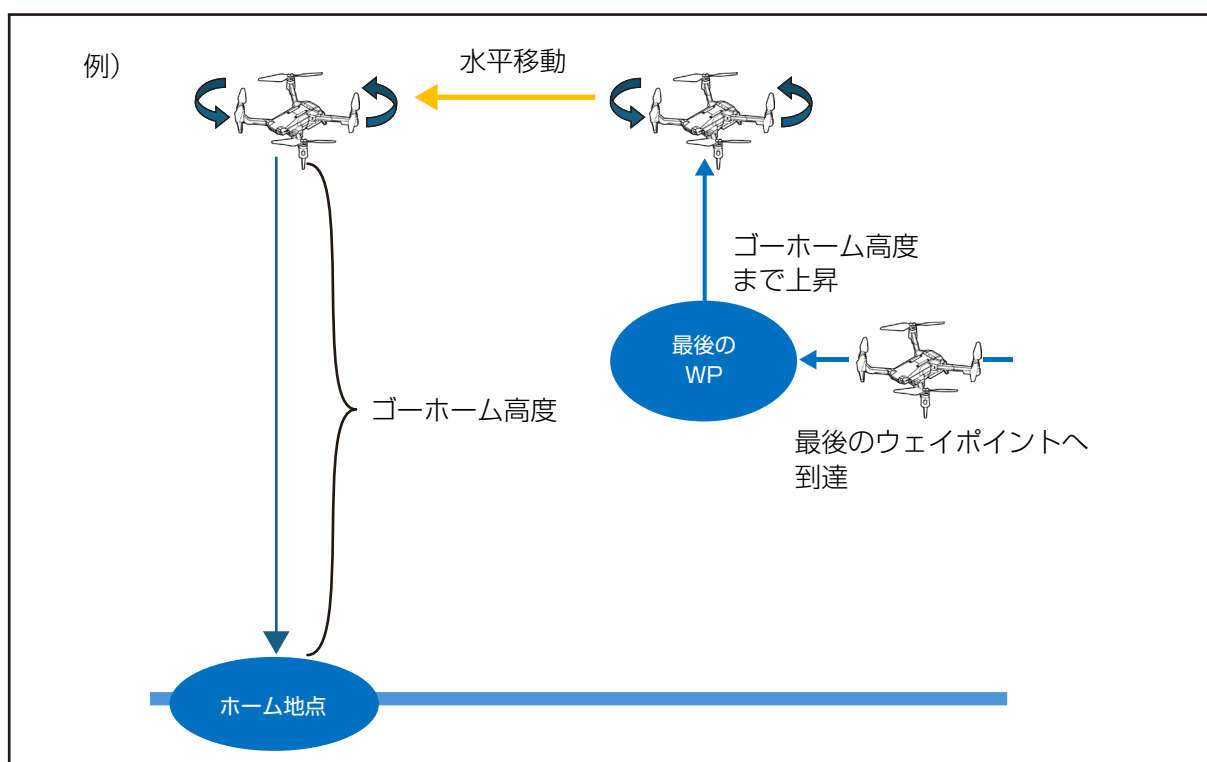 例）
水平移動
ゴーホーム高度
まで上昇
最後の
WP
ゴーホーム高度
最後のウェイポイントへ
到達
ホーム地点